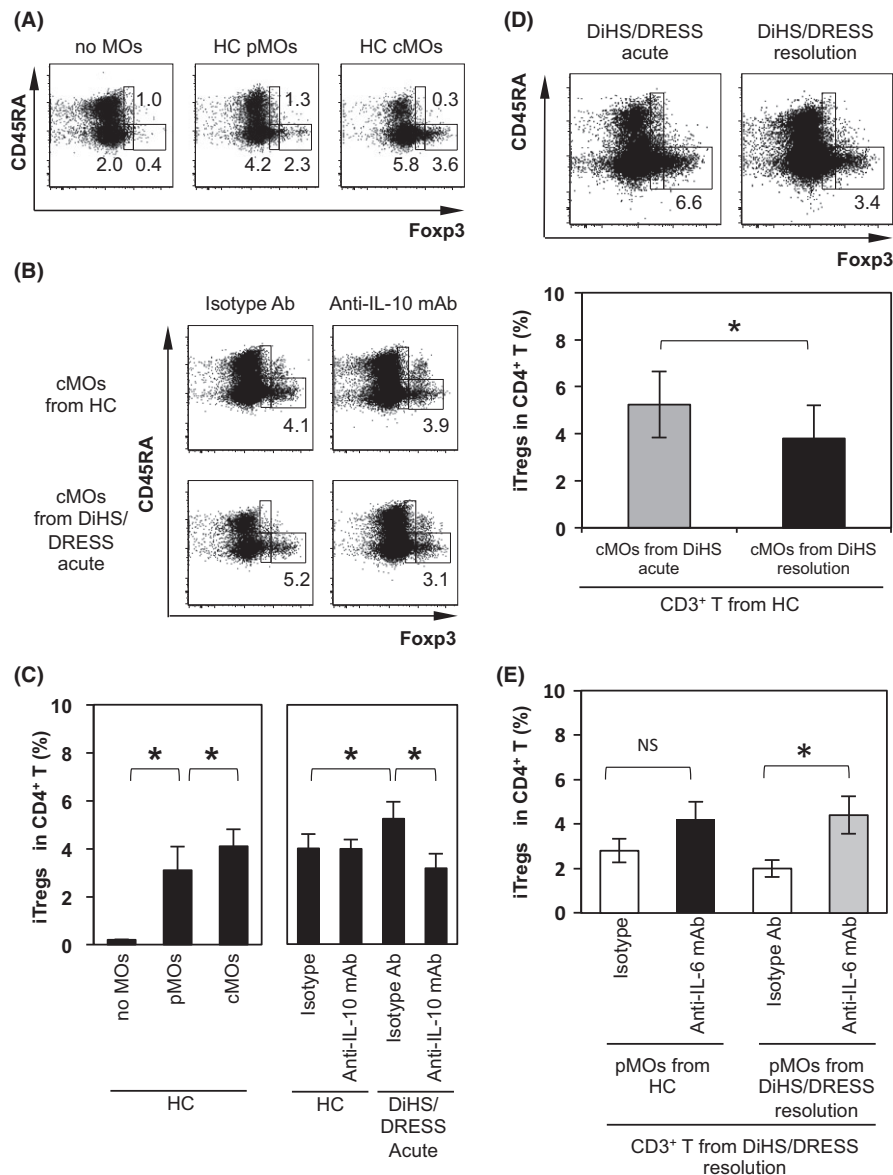 (A)
no MOs HC pMOs HC cMOs
CD45RA
1.0 1.3 0.3
2.0 0.4 4.2 2.3 5.8 3.6
Foxp3
(B)
Isotype Ab Anti-IL-10 mAb
cMOs
from HC
4.1 3.9
CD45RA
cMOs
from DiHS/
DRESS
acute
5.2 3.1
Foxp3
(C)
iTregs in CD4+ T (%)
10
8
6
4
2
0
* * * *
no MOs pMOs cMOs
HC
Isotype Anti-IL-10 mAb Isotype Ab Anti-IL-10 mAb
HC DiHS/
DRESS
Acute
(D)
DiHS/DRESS
acute
DiHS/DRESS
resolution
CD45RA
6.6 3.4
Foxp3
iTregs in CD4+ T (%)
10
8
6
4
2
0
*
cMOs from DiHS
acute
cMOs from DiHS
resolution
CD3+ T from HC
(E)
iTregs in CD4+ T (%)
10
8
6
4
2
0
NS *
Isotype Anti-IL-6 mAb Isotype Ab Anti-IL-6 mAb
pMOs from
HC
pMOs from
DiHS/DRESS
resolution
CD3+ T from DiHS/DRESS
resolution